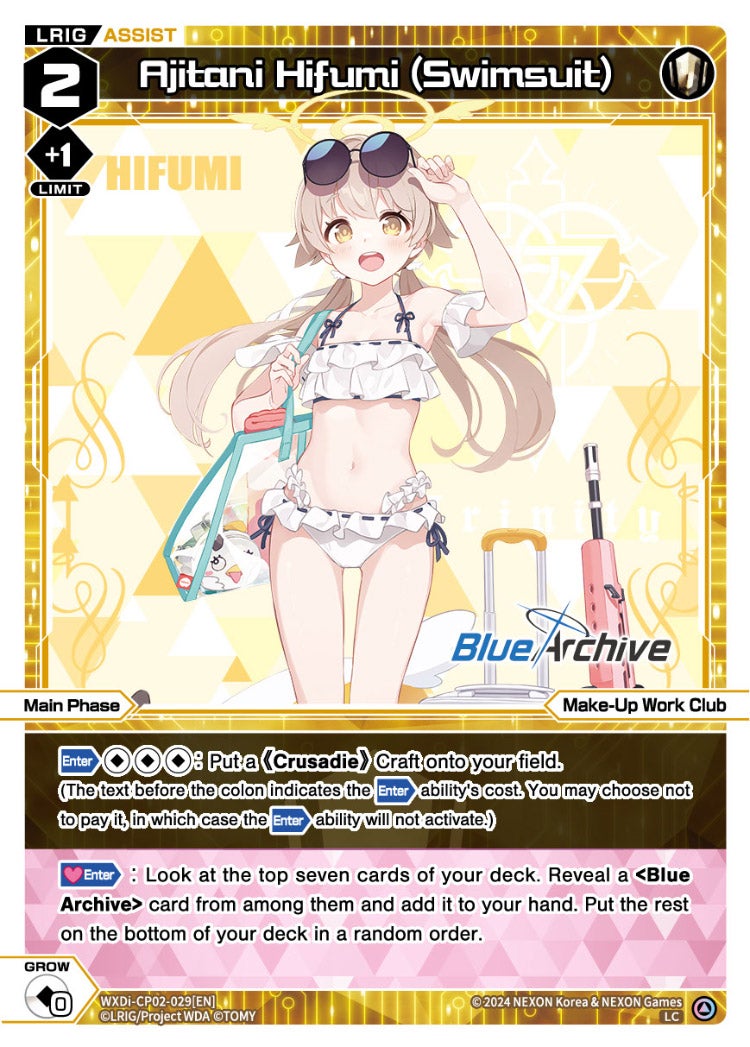 LRIG ASSIST
2
Ajitani Hifumi (Swimsuit)
+1
LIMIT
HIFUMI
Trinity
Blue Archive
Main Phase
Make-Up Work Club
Enter : Put a 《Crusadie》 Craft onto your field.
(The text before the colon indicates the Enter ability's cost. You may choose not
to pay it, in which case the Enter ability will not activate.)
Enter : Look at the top seven cards of your deck. Reveal a <Blue
Archive> card from among them and add it to your hand. Put the rest
on the bottom of your deck in a random order.
GROW
0
WXDi-CP02-029[EN]
©LRIG/Project WDA ©TOMY
©2024 NEXON Korea & NEXON Games
LC